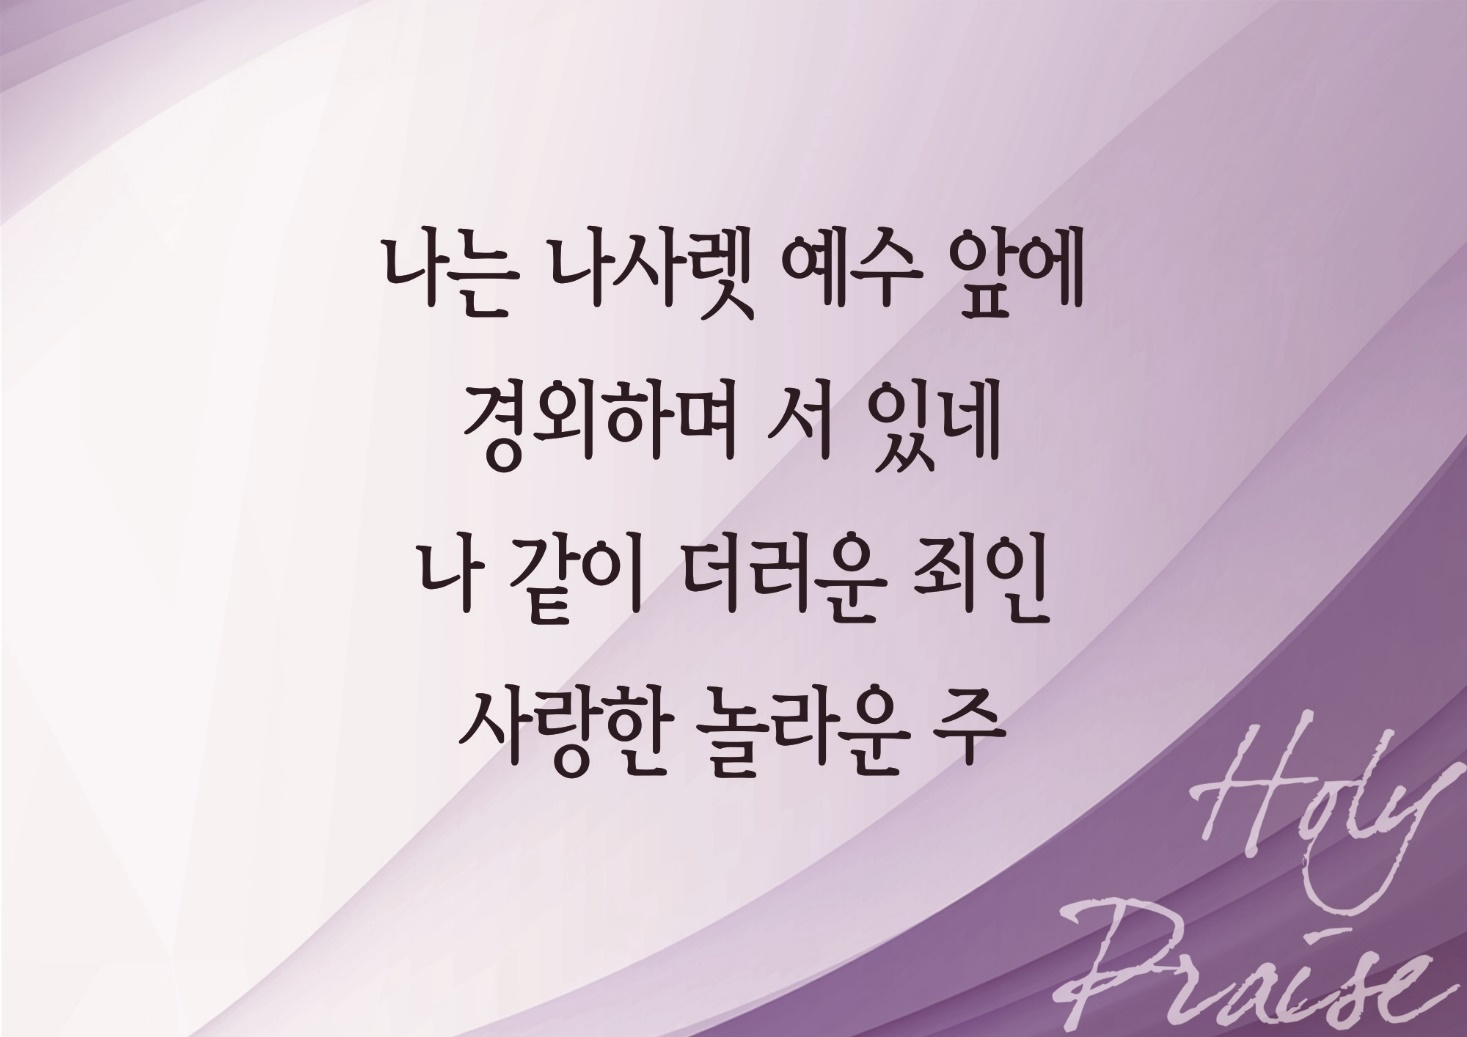 나는 나사렛 예수 앞에
경외하며 서 있네
나 같이 더러운 죄인
사랑한 놀라운 주
Holy
Praise